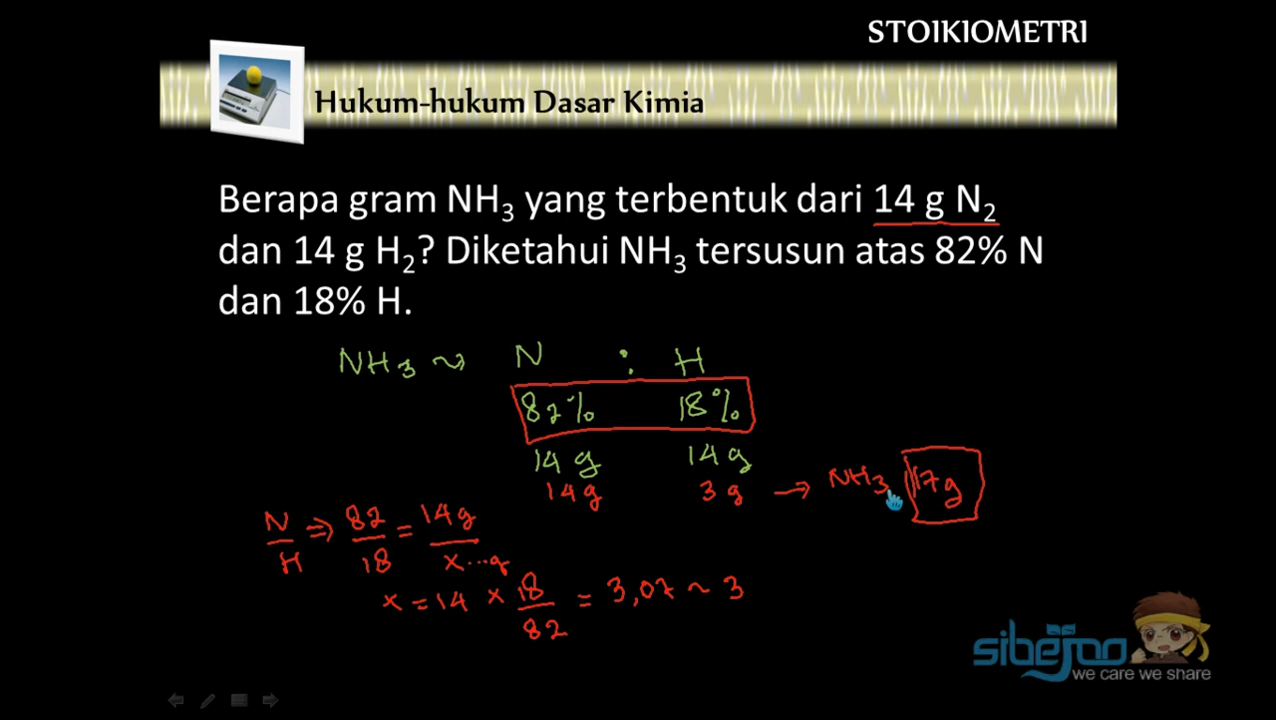 STOIKIOMETRI
Hukum-hukum Dasar Kimia
Berapa gram NH₃ yang terbentuk dari 14 g N₂
dan 14 g H₂? Diketahui NH₃ tersusun atas 82% N
dan 18% H.
NH₃ ~> N : H
82% 18%
14 g 14 g
14 g 3 g → NH₃ 17 g
N/H ⇒ 82/18 = 14 g/x...g
x = 14 × 18/82 = 3,07 ~ 3
sibejoo
we care we share